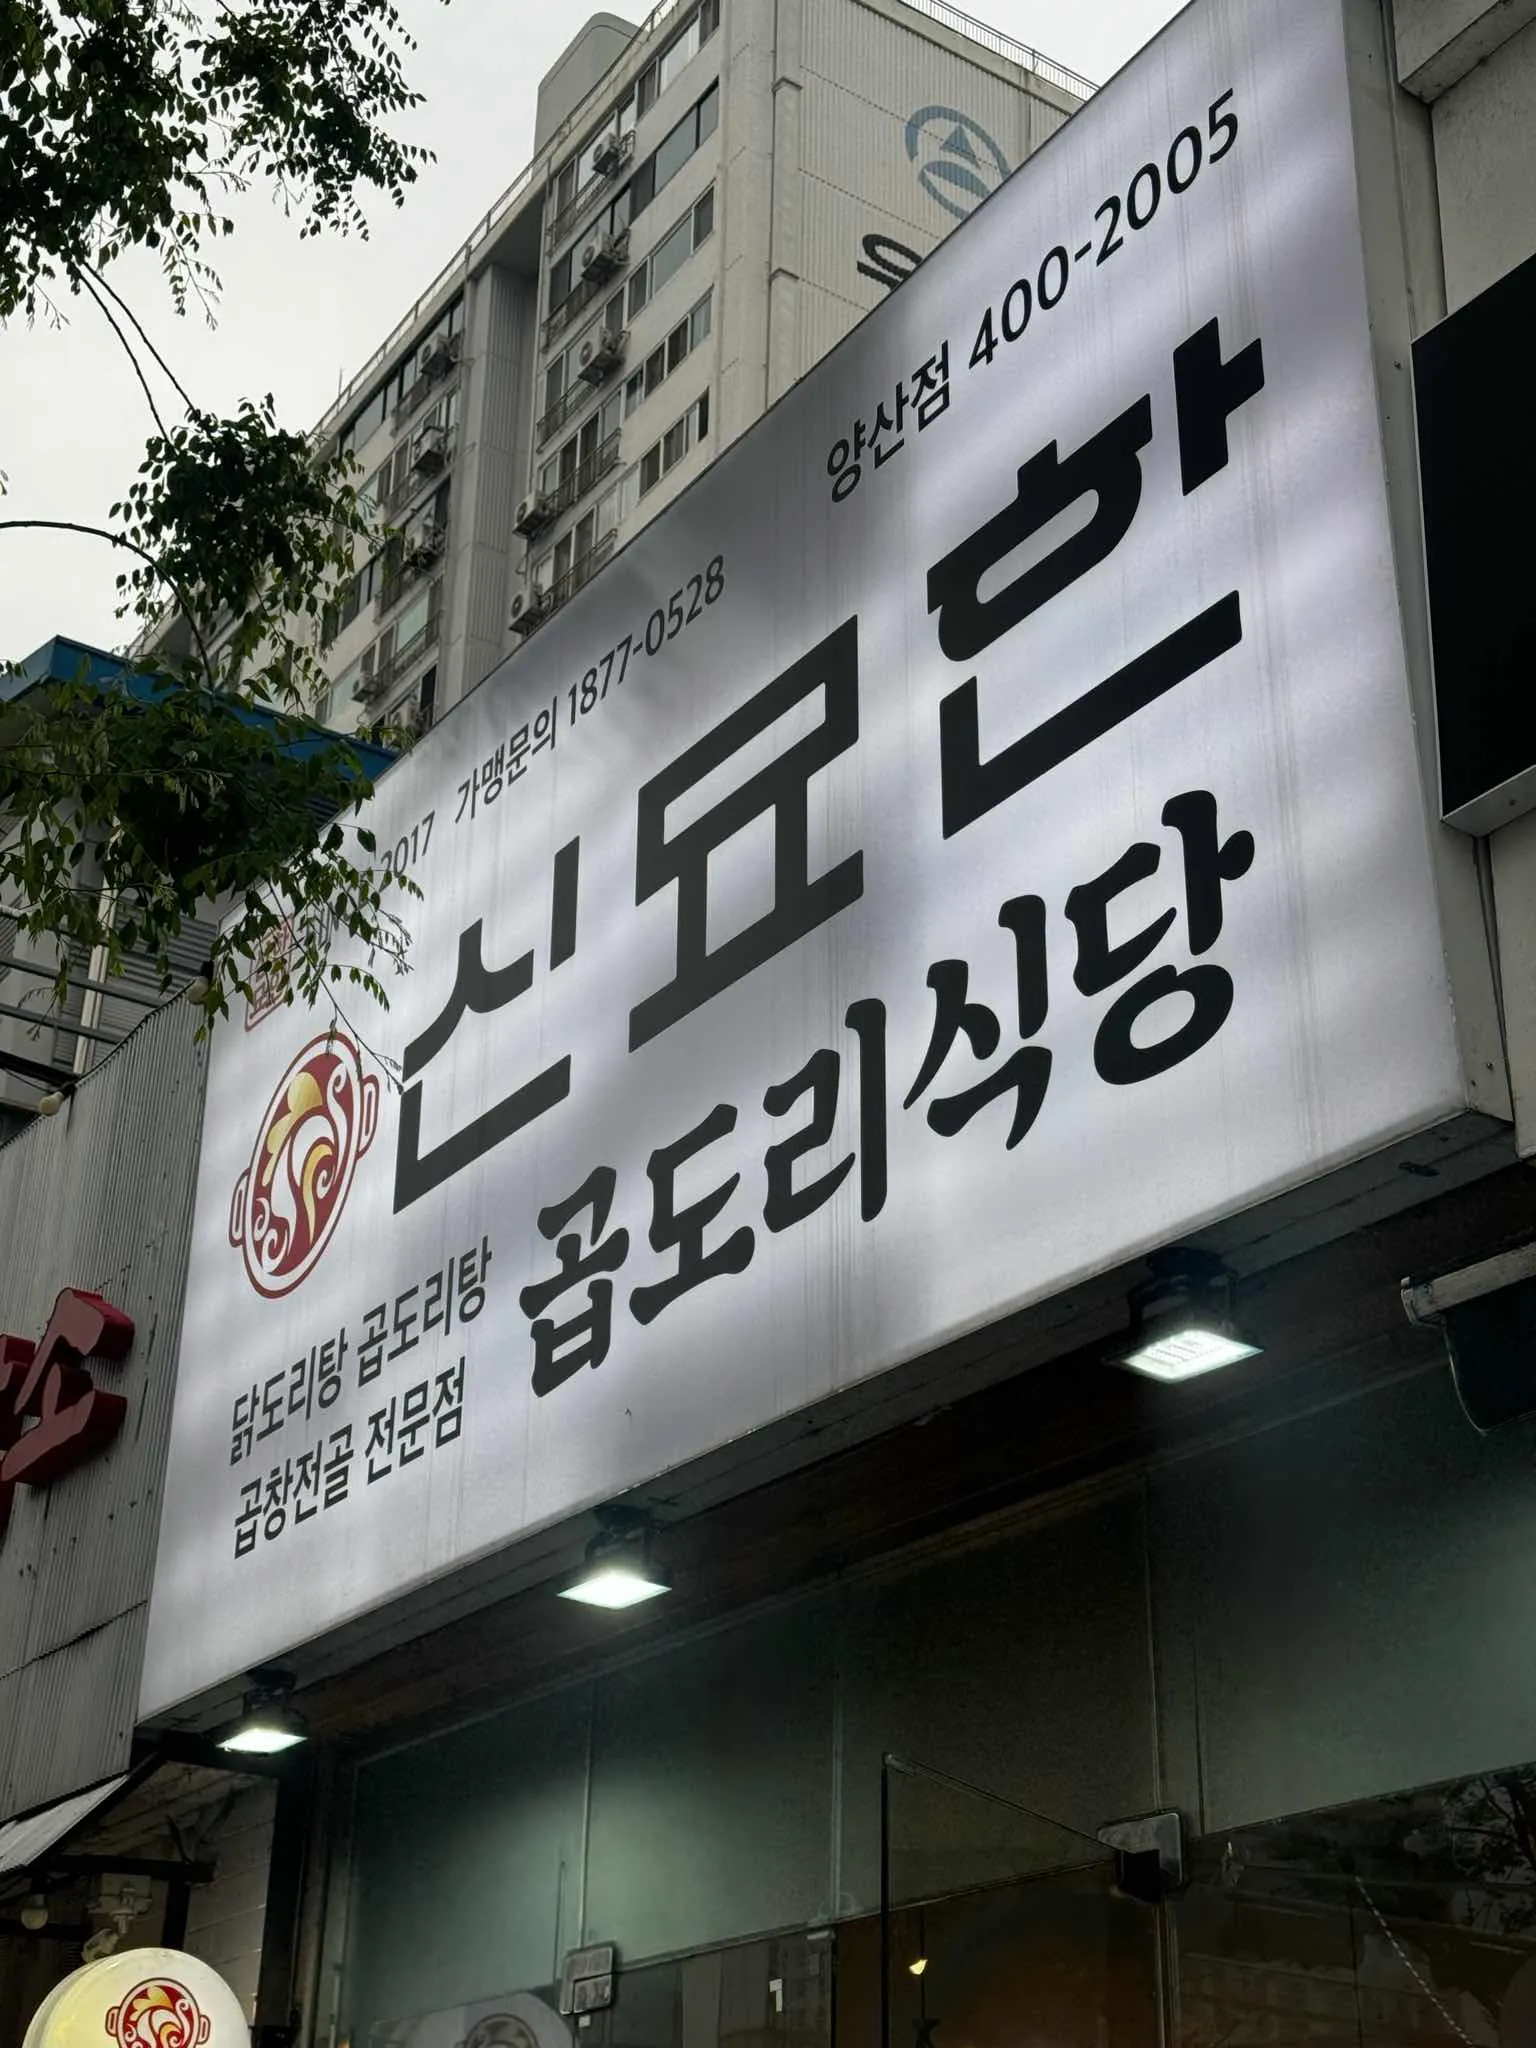 2017 가맹문의 1877-0528 양산점 400-2005
신묘한
곱도리식당
닭도리탕 곱도리탕
곱창전골 전문점
소